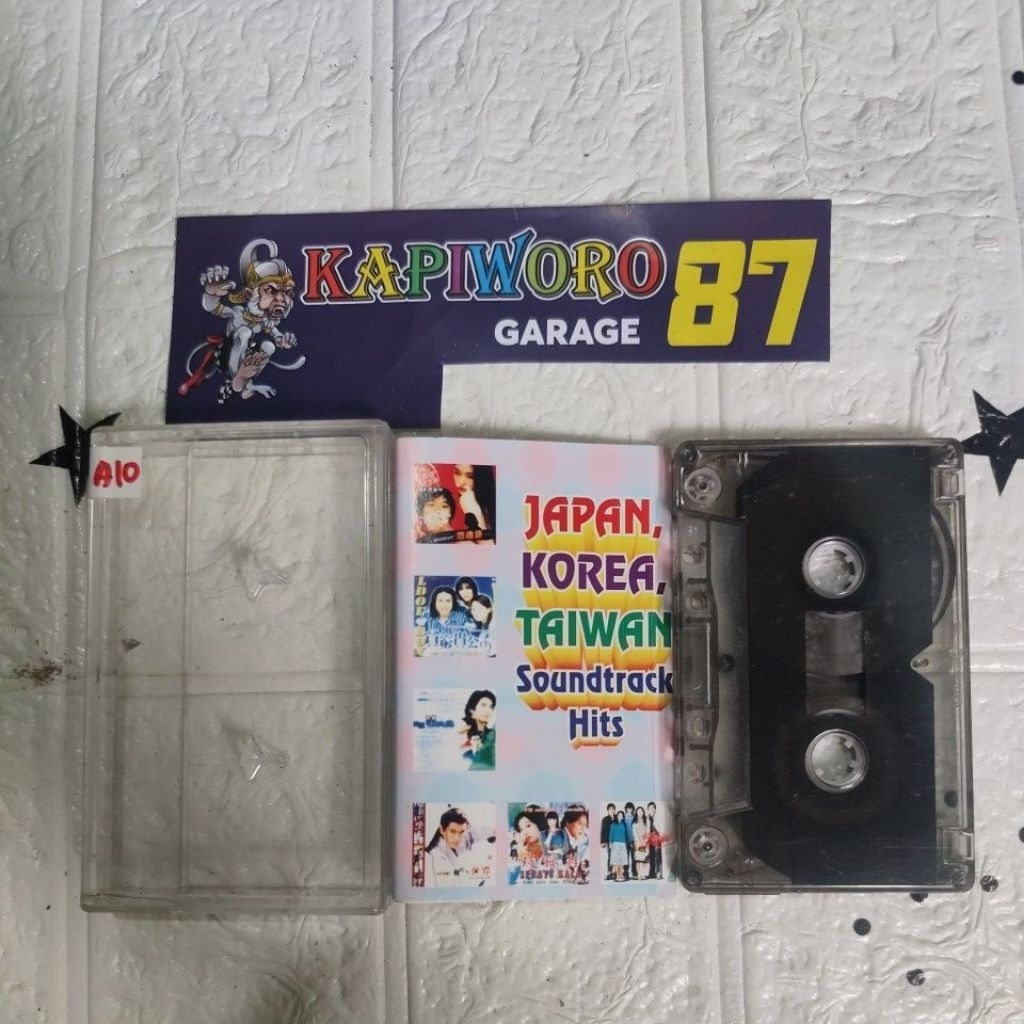 KAPIWORO 87
GARAGE
A10
JAPAN,
KOREA,
TAIWAN
Soundtrack
Hits